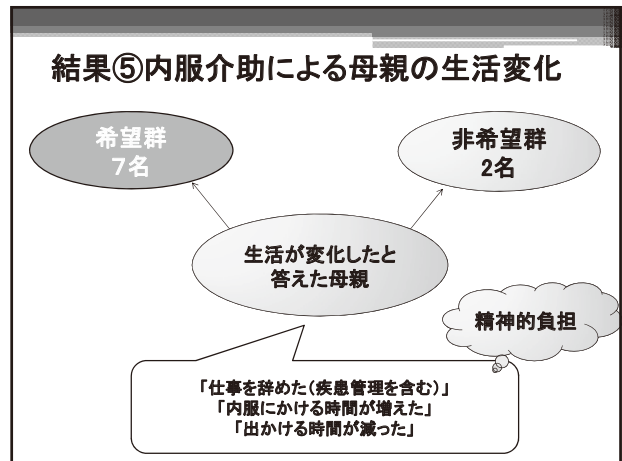 結果⑤内服介助による母親の生活変化
希望群
7名
非希望群
2名
生活が変化したと
答えた母親
精神的負担
「仕事を辞めた(疾患管理を含む)」
「内服にかける時間が増えた」
「出かける時間が減った」